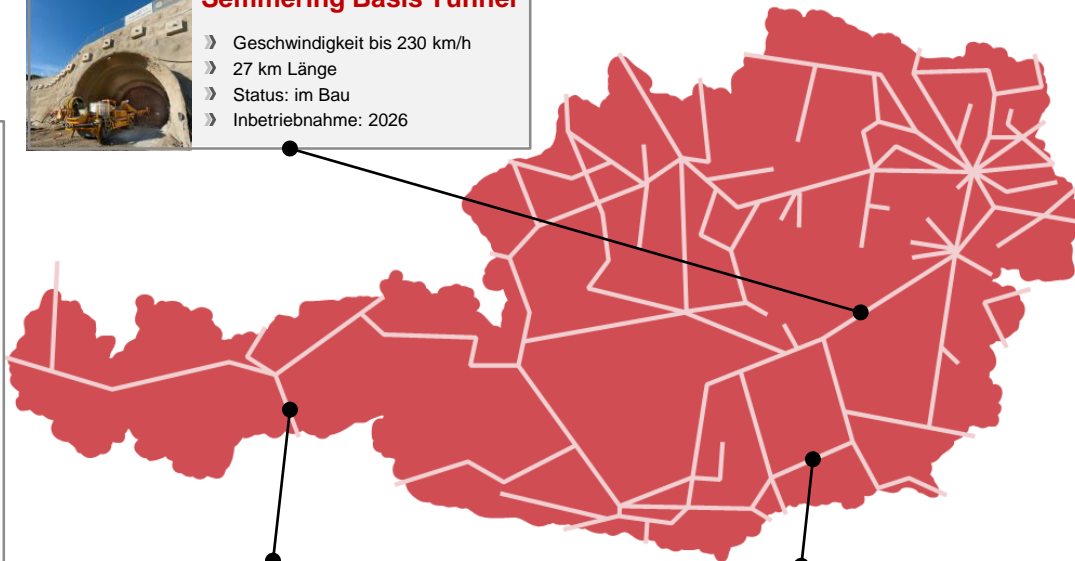 Semmering Basis Tunnel
Geschwindigkeit bis 230 km/h
27 km Länge
Status: im Bau
Inbetriebnahme: 2026